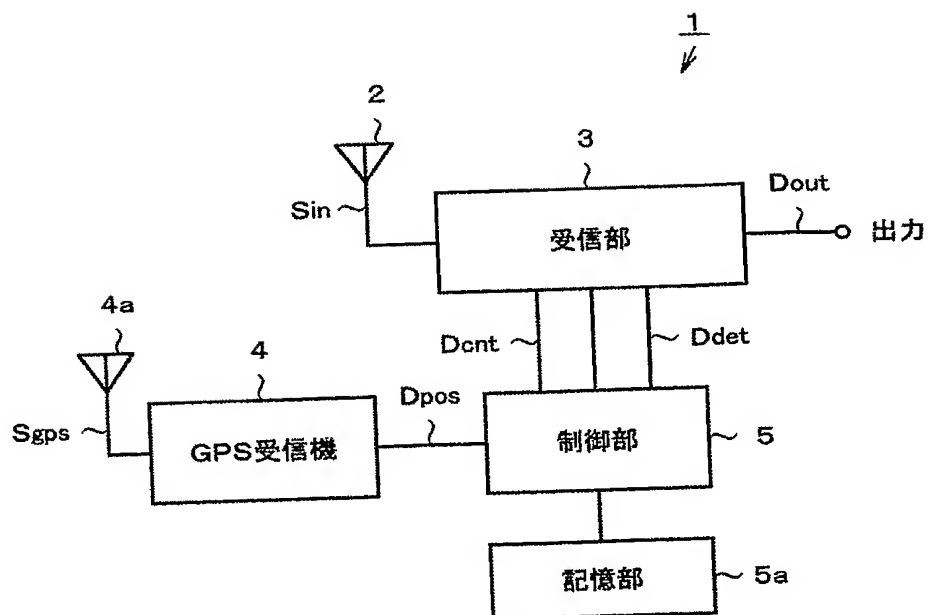 1
2
3
Sin
受信部
Dout
出力
4a
4
Dcnt
Ddet
Sgps
GPS受信機
Dpos
制御部
5
記憶部
5a